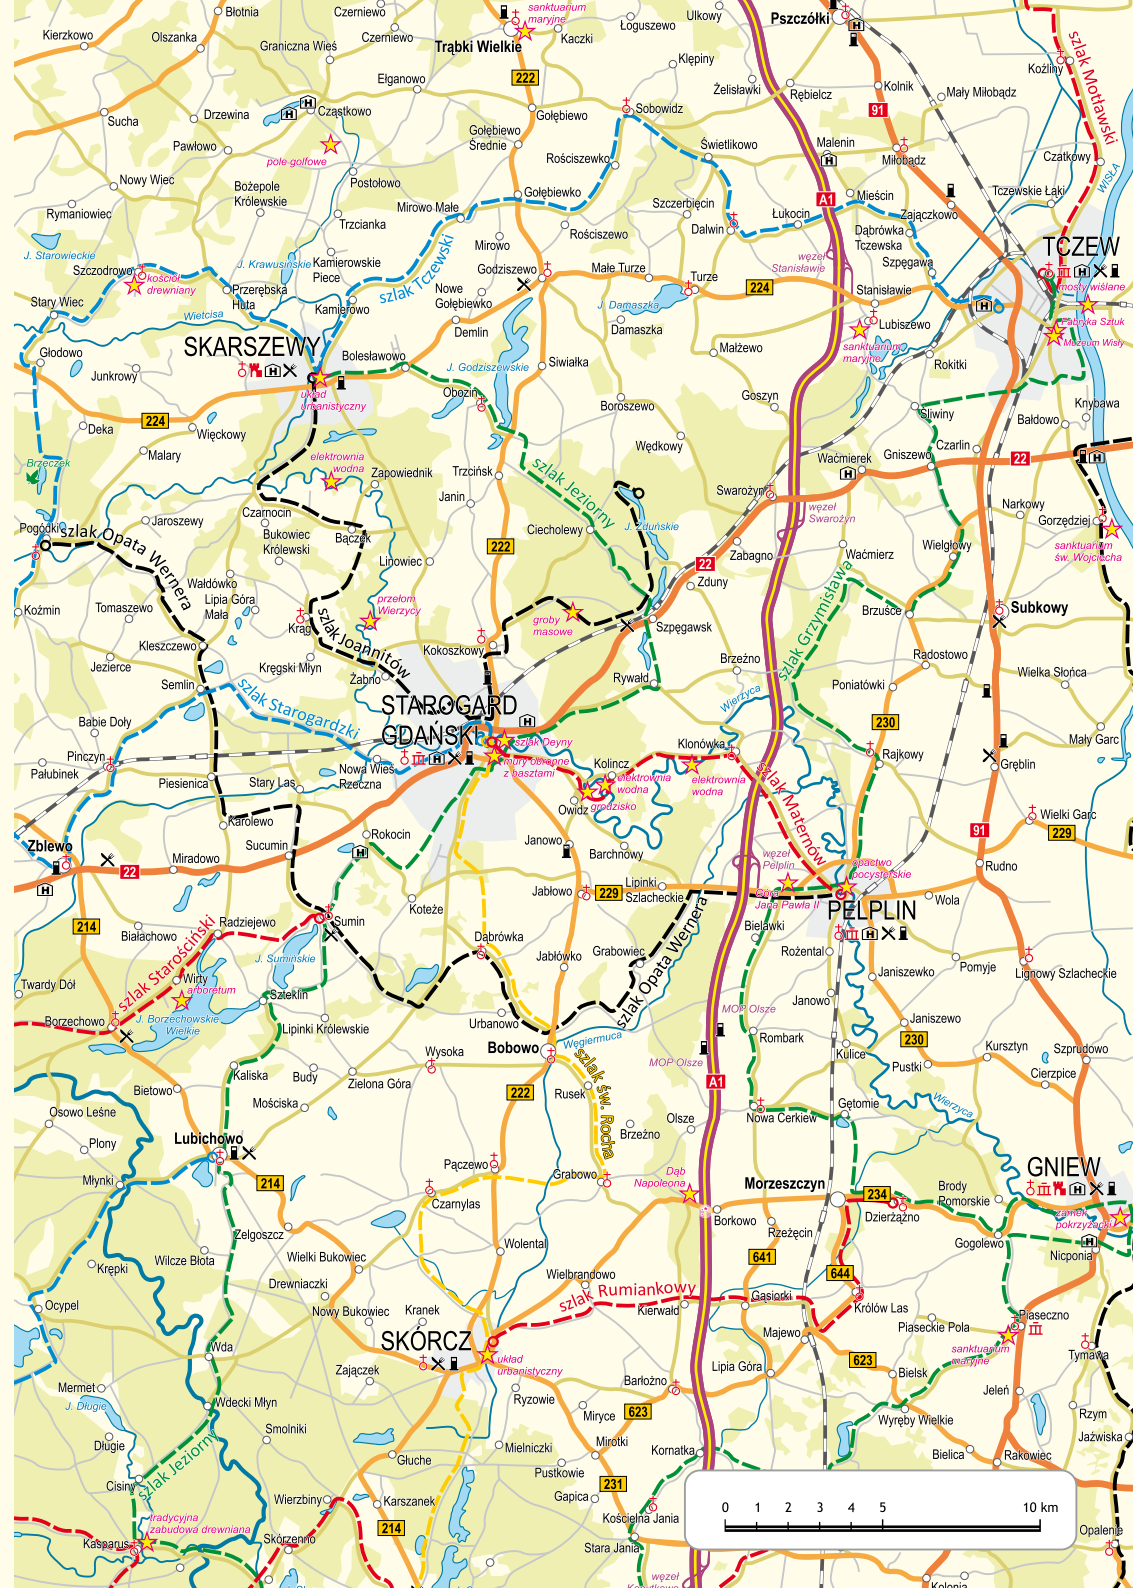 Błotnia
Czerniewo
sanktuarium
maryjne
Łoguszewo
Ulkowy
Pszczółki
Kierzkowo
Olszanka
Graniczna Wieś
Czerniewo
Trąbki Wielkie
Kaczki
Koźliny
szlak Motławski
Ełganowo
222
Klępiny
Żelisławki
Rębielcz
Kolnik
Mały Miłobądz
Sucha
Drzewina
Cząstkowo
Gołębiewo
Sobowidz
91
Pawłowo
pole golfowe
Gołębiewo
Średnie
Rościszewko
Świetlikowo
Malenin
Miłobądz
Czatkowy
WISŁA
Nowy Wiec
Bożepole
Królewskie
Postołowo
Gołębiewko
A1
Mieścin
Tczewskie Łąki
Rymaniowiec
Trzcianka
Mirowo Małe
Szczerbięcin
Łukocin
Zajączkowo
J. Starowieckie
Mirowo
Rościszewo
Dalwin
Dąbrówka
Tczewska
TCZEW
Szczodrowo
kościół
drewniany
J. Krawusińskie
Kamierowskie
Piece
szlak Tczewski
Godziszewo
Małe Turze
Turze
węzeł
Stanisławie
Szpęgawa
Stary Wiec
Przerębska
Huta
Nowe
Gołębiewko
J. Damaszka
224
Stanisławie
mosty wiślane
Wietcisa
Kamierowo
Demlin
Damaszka
Lubiszewo
Fabryka Sztuk
Głodowo
SKARSZEWY
Bolesławowo
Siwiałka
Małżewo
sanktuarium
maryjne
Muzeum Wisły
Junkrowy
J. Godziszewskie
Rokitki
układ
urbanistyczny
Obozin
Boroszewo
Goszyn
Śliwiny
Knybawa
224
Deka
Więckowy
Bałdowo
Malary
elektrownia
wodna
Wędkowy
Czarlin
Brzęczek
Zapowiednik
Trzcińsk
szlak Jeziorny
Waćmierek
Gniszewo
22
Czarnocin
Janin
Swarożyn
węzeł
Swarożyn
Narkowy
Pogódki
Jaroszewy
Ciecholewy
J. Zduńskie
Gorzędziej
szlak Opata Wernera
Bukowiec
Królewski
Bączek
222
Zabagno
Waćmierz
Wielgłowy
sanktuarium
św. Wojciecha
Linowiec
22
Wałdówko
Zduny
Koźmin
Tomaszewo
Lipia Góra
Mała
przełom
Wierzycy
groby
masowe
szlak Grzymisława
Brzuśce
Subkowy
Krąg
Szpęgawsk
Kleszczewo
szlak Joannitów
Kokoszkowy
Jezierce
Kręgski Młyn
Brzeźno
Radostowo
Wielka Słońca
Semlin
Żabno
Rywałd
Poniatówki
szlak Starogardzki
STAROGARD
GDAŃSKI
Wierzyca
230
Babie Doły
szlak Deyny
Klonówka
Mały Garc
Pinczyn
mury obronne
z basztami
Rajkowy
Pałubinek
Nowa Wieś
Rzeczna
Kolincz
elektrownia
wodna
elektrownia
wodna
Gręblin
Piesienica
Stary Las
Owidz
grodzisko
szlak Maternów
Karolewo
Rokocin
Wielki Garc
Zblewo
Sucumin
Janowo
91
229
Miradowo
Barchnowy
węzeł
Pelplin
opactwo
pocysterskie
Rudno
22
Jabłowo
229
Lipinki
Szlacheckie
Góra
Jana Pawła II
Wola
214
Koteże
PELPLIN
Radziejewo
Sumin
Białachowo
Dąbrówka
Bielawki
szlak Starościński
Jabłówko
Grabowiec
szlak Opata Wernera
Rożental
J. Sumińskie
Pomyje
Twardy Dół
Wirty
arboretum
Janiszewko
Lignowy Szlacheckie
Szteklin
Janowo
Borzechowo
J. Borzechowskie
Wielkie
Urbanowo
MOP Olsze
Lipinki Królewskie
Janiszewo
Bobowo
Węgiermuca
Rombark
230
Wysoka
MOP Olsze
Kulice
Kursztyn
Szprudowo
Kaliska
Budy
Zielona Góra
szlak św. Rocha
Pustki
Cierzpice
Bietowo
222
Rusek
A1
Osowo Leśne
Mościska
Nowa Cerkiew
Gętomie
Wierzyca
Plony
Lubichowo
Brzeźno
Olsze
Młynki
214
Pączewo
Grabowo
Dąb
Napoleona
Morzeszczyn
234
Brody
Pomorskie
GNIEW
Czarnylas
zamek
pokrzyżacki
Zelgoszcz
Borkowo
Dzierżążno
Rzeżęcin
Gogolewo
Wielki Bukowiec
Wolental
641
Nicponia
Krępki
Wilcze Błota
Wielbrandowo
644
Drewniaczki
szlak Rumiankowy
Gąsiorki
Ocypel
Nowy Bukowiec
Kranek
Kierwałd
Królów Las
SKÓRCZ
Majewo
Piaseckie Pola
Piaseczno
Wda
układ
urbanistyczny
623
sanktuarium
maryjne
Tymawa
Zajączek
Lipia Góra
Mermet
Barłożno
Bielsk
J. Długie
Wdecki Młyn
Ryzowie
Jeleń
623
Miryce
Wyręby Wielkie
Rzym
Długie
Smolniki
Jaźwiska
Mielniczki
Mirotki
Kornatka
Bielica
Rakowiec
szlak Jeziorny
Głuche
Cisiny
Pustkowie
231
Wierzbiny
Karszanek
Gapica
0 1 2 3 4 5 10 km
tradycyjna
zabudowa drewniana
214
Kościelna Jania
Kasparus
Skórzenno
Opalenie
Stara Jania
węzeł
Kolonia